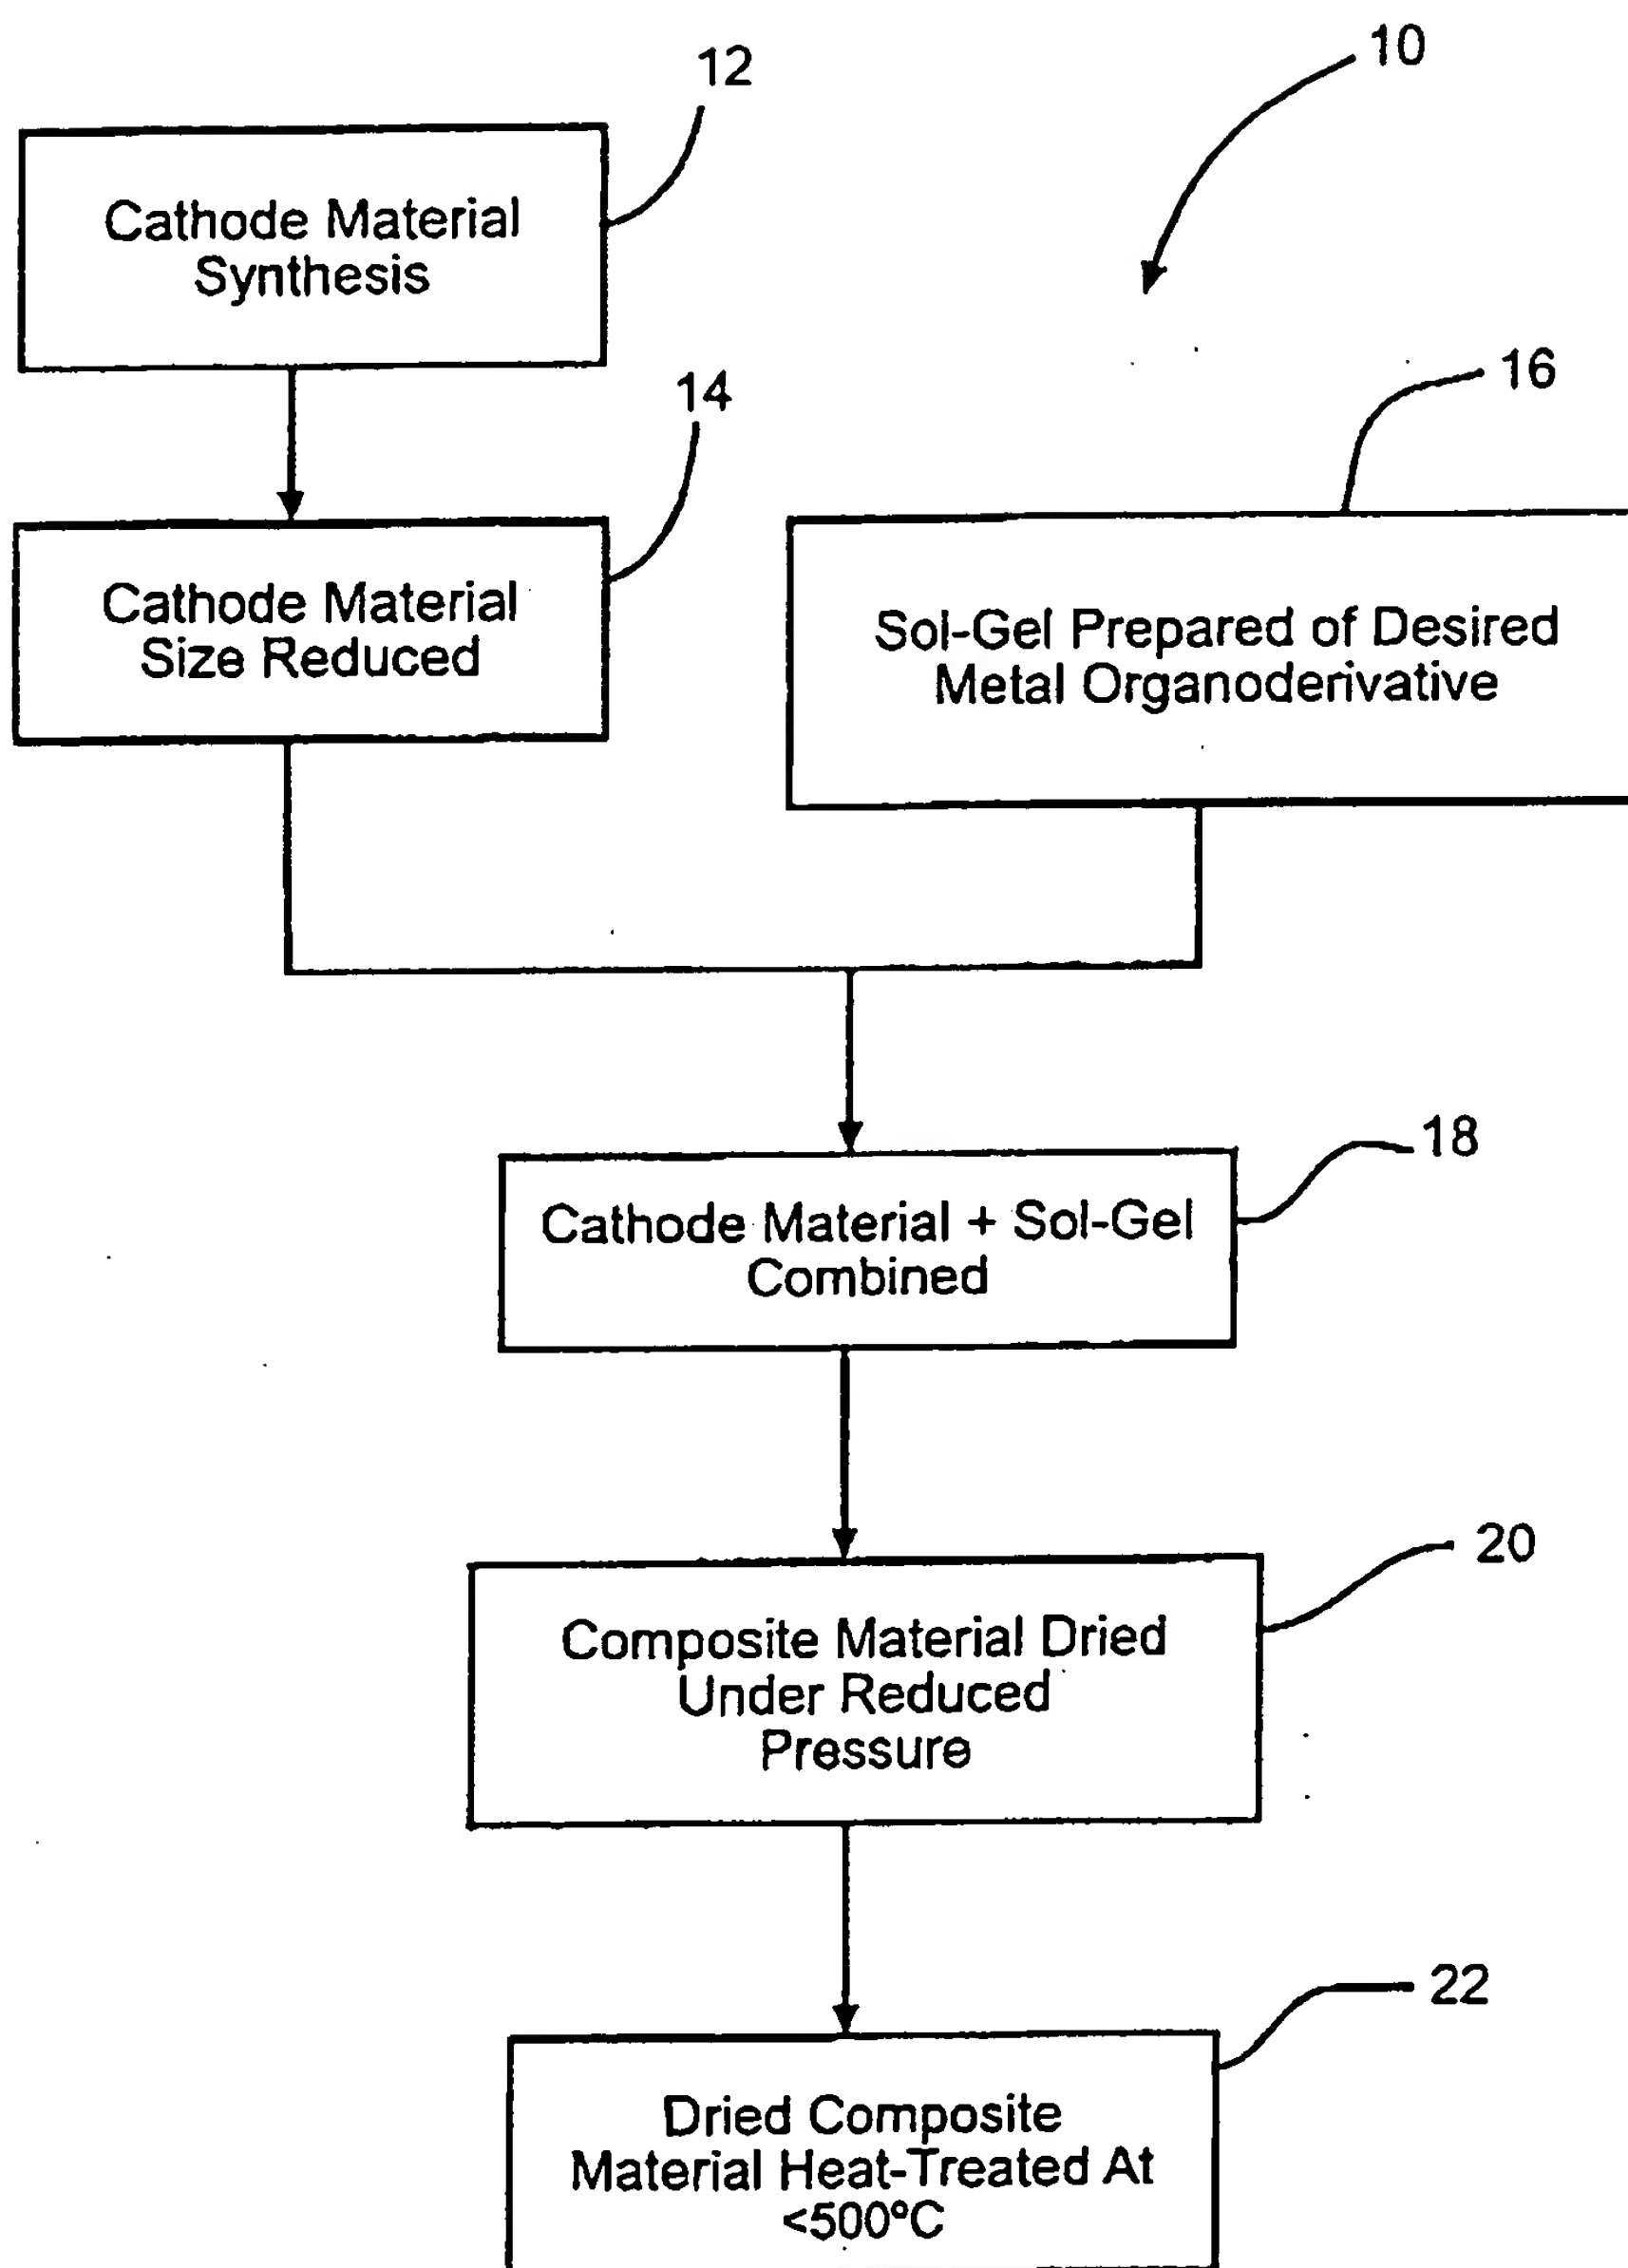 10
12
Cathode Material
Synthesis
14
16
Cathode Material
Size Reduced
Sol-Gel Prepared of Desired
Metal Organoderivative
18
Cathode Material + Sol-Gel
Combined
20
Composite Material Dried
Under Reduced
Pressure
22
Dried Composite
Material Heat-Treated At
<500ºC